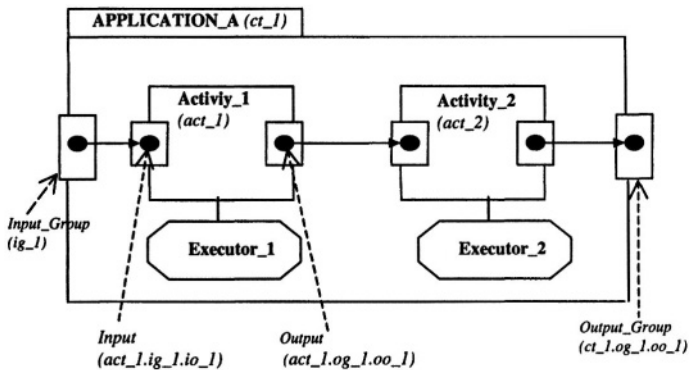 APPLICATION_A (ct_1)
Activiy_1
(act_1)
Activity_2
(act_2)
Input_Group
(ig_1)
Executor_1
Executor_2
Input
(act_1.ig_1.io_1)
Output
(act_1.og_1.oo_1)
Output_Group
(ct_1.og_1.oo_1)